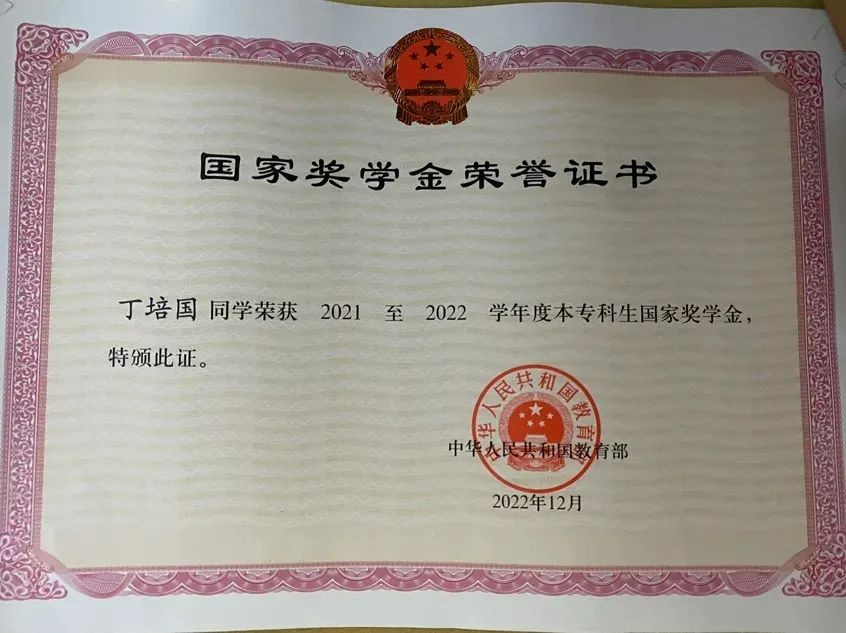 国家奖学金荣誉证书
丁培国 同学荣获 2021 至 2022 学年度本专科生国家奖学金，
特颁此证。
中华人民共和国教育部
中华人民共和国教育部
2022年12月